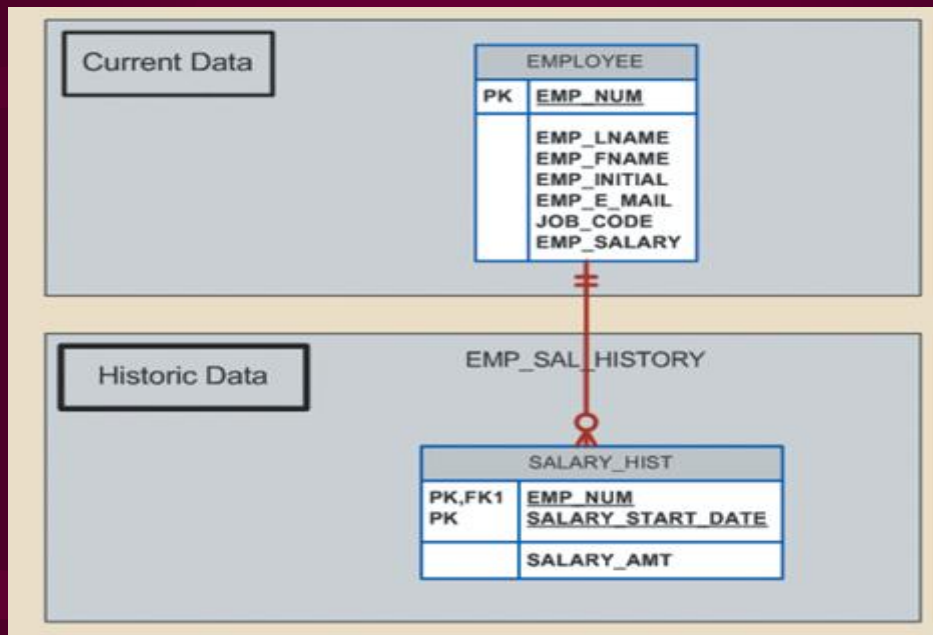 Current Data
EMPLOYEE
PK EMP_NUM
EMP_LNAME
EMP_FNAME
EMP_INITIAL
EMP_E_MAIL
JOB_CODE
EMP_SALARY
Historic Data
EMP_SAL_HISTORY
SALARY_HIST
PK,FK1 EMP_NUM
PK SALARY_START_DATE
SALARY_AMT